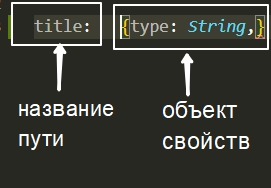 title: {type: String,}
название объект
пути свойств